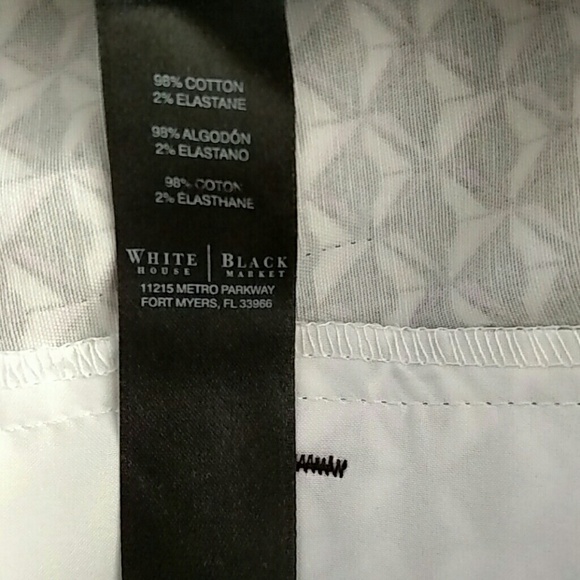 98% COTTON
2% ELASTANE
98% ALGODÓN
2% ELASTANO
98% COTON
2% ÉLASTHANE
WHITE | BLACK
HOUSE | MARKET
11215 METRO PARKWAY
FORT MYERS, FL 33966